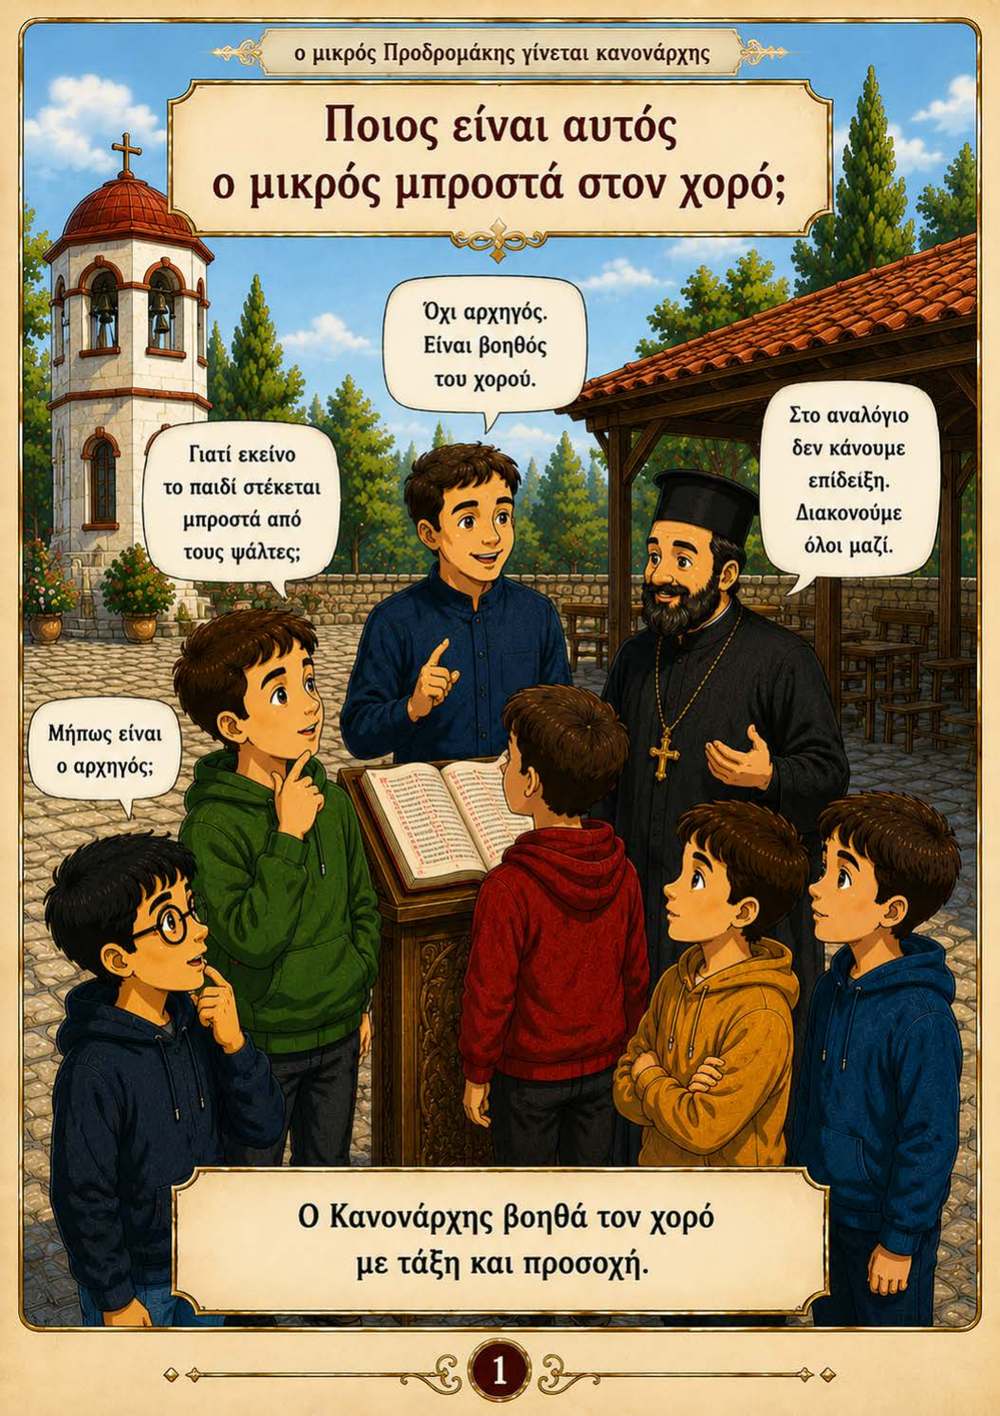 ο μικρός Προδρομάκης γίνεται κανονάρχης
Ποιος είναι αυτός
ο μικρός μπροστά στον χορό;
Όχι αρχηγός.
Είναι βοηθός
του χορού.
Στο αναλόγιο
δεν κάνουμε
επίδειξη.
Διακονούμε
όλοι μαζί.
Γιατί εκείνο
το παιδί στέκεται
μπροστά από
τους ψάλτες;
Μήπως είναι
ο αρχηγός;
Ο Κανονάρχης βοηθά τον χορό
με τάξη και προσοχή.
1